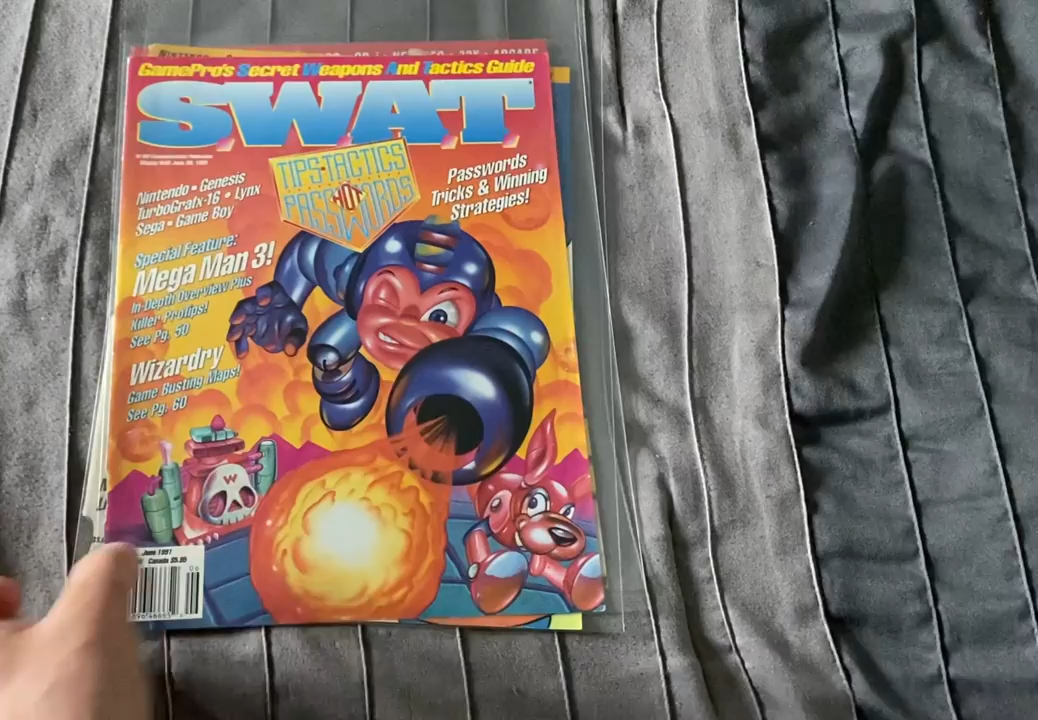 GamePro's Secret Weapons And Tactics Guide
S.W.A.T.
TIPS•TACTICS
HOT
PASSWORDS
Passwords
Tricks & Winning
Strategies!
Nintendo • Genesis
TurboGrafx-16 • Lynx
Sega • Game Boy
Special Feature:
Mega Man 3!
In-Depth Overview Plus
Killer Protips!
See Pg. 50
Wizardry
Game Busting Maps!
See Pg. 60
W
June 1991
Canada $5.95
06